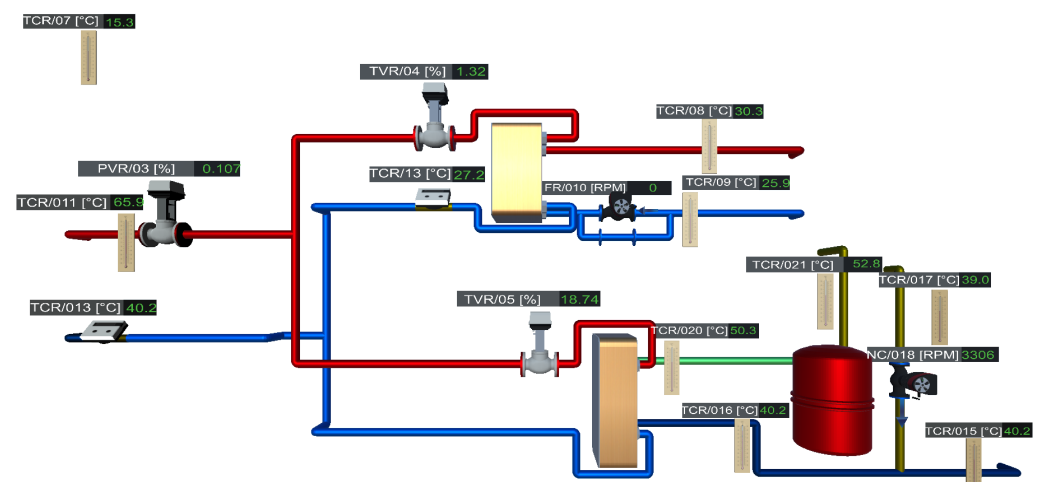 TCR/07 [°C] 15.3
TVR/04 [%] 1.32
TCR/08 [°C] 30.3
PVR/03 [%] 0.107
TCR/13 [°C] 27.2
FR/010 [RPM] 0
TCR/09 [°C] 25.9
TCR/011 [°C] 65.9
TCR/021 [°C] 52.8
TCR/017 [°C] 39.0
TVR/05 [%] 18.74
TCR/013 [°C] 40.2
TCR/020 [°C] 50.3
NC/018 [RPM] 3306
TCR/016 [°C] 40.2
TCR/015 [°C] 40.2